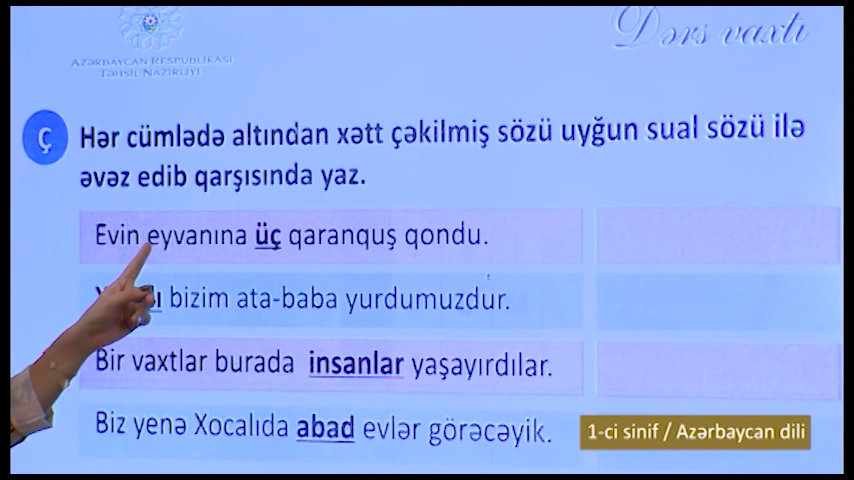 Dərs vaxtı
AZƏRBAYCAN RESPUBLİKASI
TƏHSİL NAZİRLİYİ
Ç
Hər cümlədə altından xətt çəkilmiş sözü uyğun sual sözü ilə
əvəz edib qarşısında yaz.
Evin eyvanına üç qaranquş qondu.
bizim ata-baba yurdumuzdur.
Bir vaxtlar burada insanlar yaşayırdılar.
Biz yenə Xocalıda abad evlər görəcəyik.
1-ci sinif / Azərbaycan dili